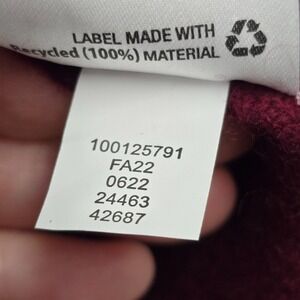 LABEL MADE WITH
Recycled (100%) MATERIAL
100125791
FA22
0622
24463
42687